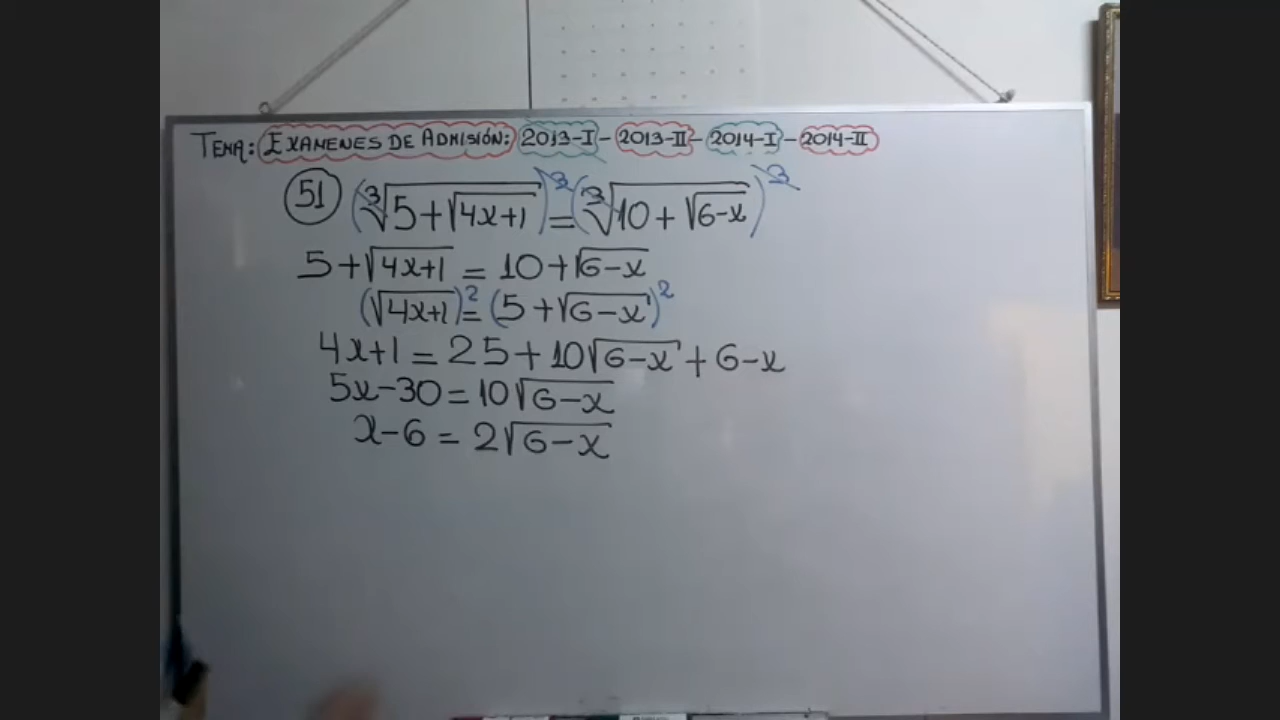 TEMA: EXAMENES DE ADMISIÓN: 2013-I - 2013-II - 2014-I - 2014-II
51 (∛(5+√(4x+1)))³ = (∛(10+√(6-x)))³
5+√(4x+1) = 10+√(6-x)
(√(4x+1))² = (5+√(6-x))²
4x+1 = 25+10√(6-x)+6-x
5x-30 = 10√(6-x)
x-6 = 2√(6-x)